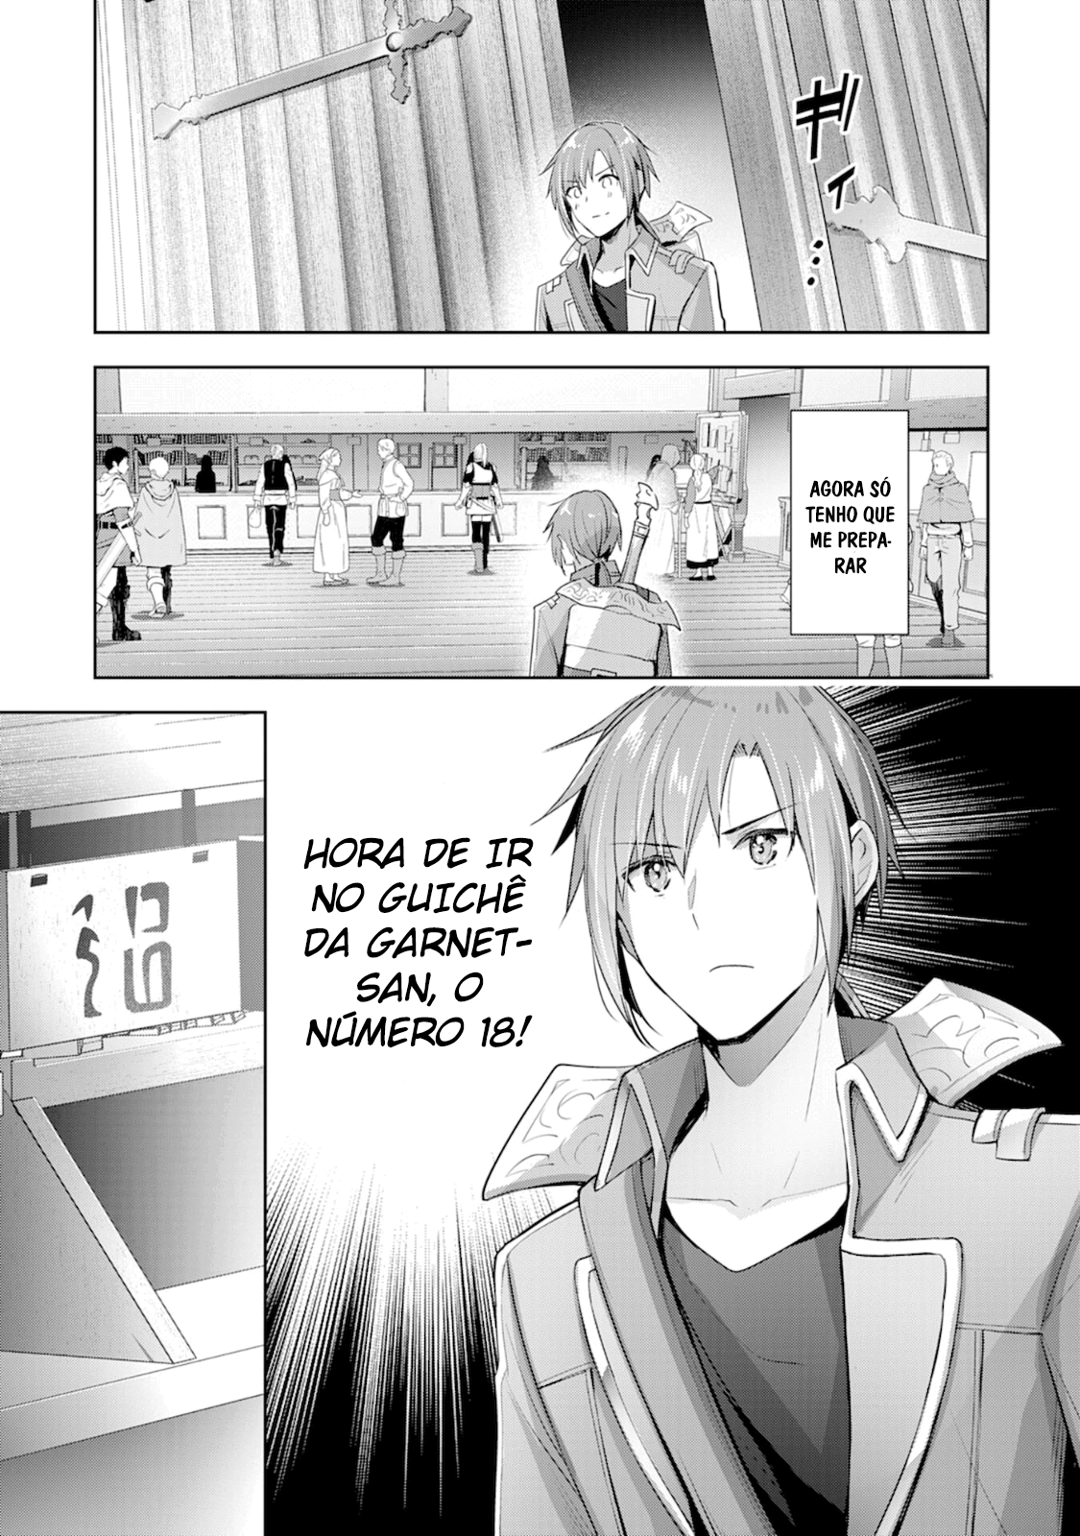 ギィ…
AGORA SÓ
TENHO QUE
ME PREPA-
RAR
HORA DE IR
NO GUICHÊ
DA GARNET-
SAN, O
NÚMERO 18!